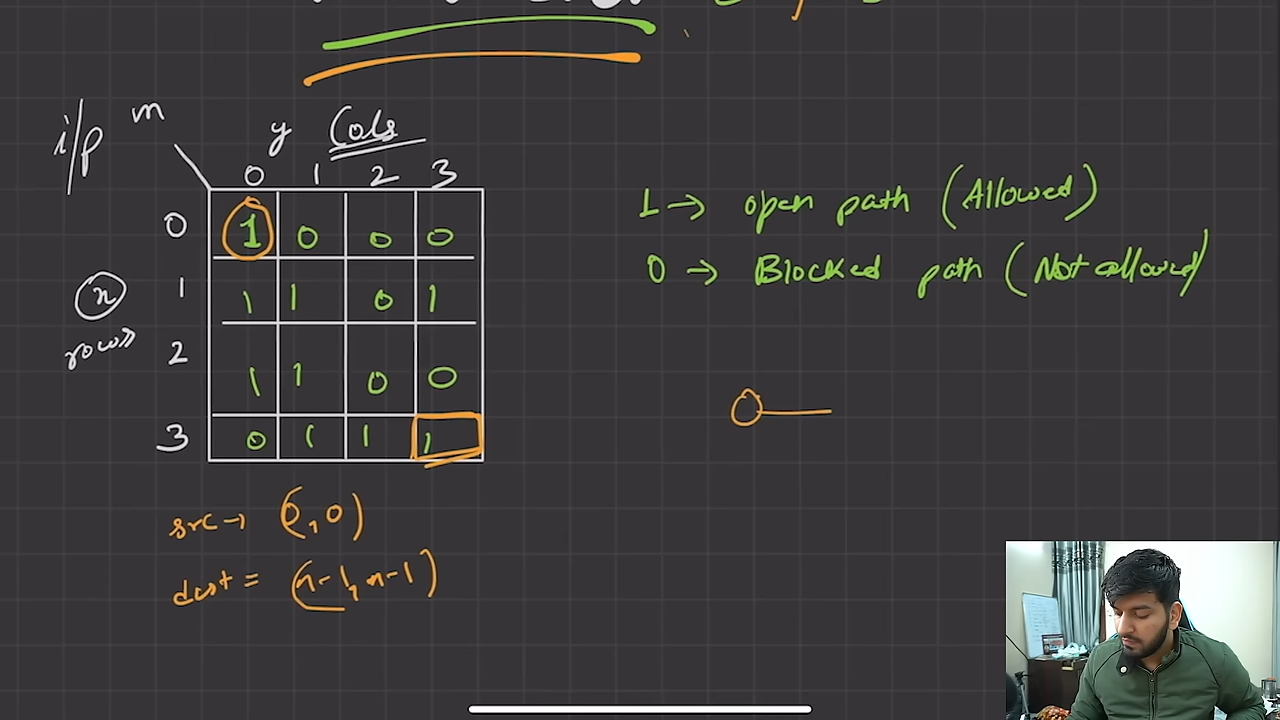 i/p m
y Cols
0 1 2 3
0 1 0 0 0
1 1 1 0 1
n
rows
2 1 1 0 0
3 0 1 1 1
1 → open path (Allowed)
0 → Blocked path (Not allowed)
src → (0,0)
dest = (n-1, n-1)